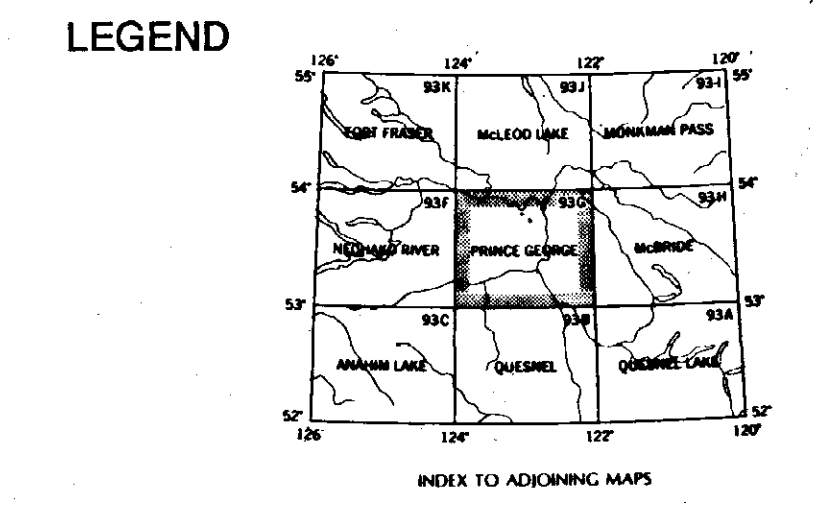 LEGEND
126° 124° 122° 120°
55° 93K 93J 93-I 55°
FORT FRASER McLEOD LAKE MONKMAN PASS
54° 54°
93F 93G 93H
NECHAKO RIVER PRINCE GEORGE McBRIDE
53° 53°
93C 93B 93A
ANAHIM LAKE QUESNEL QUESNEL LAKE
52° 52°
126° 124° 122° 120°
INDEX TO ADJOINING MAPS